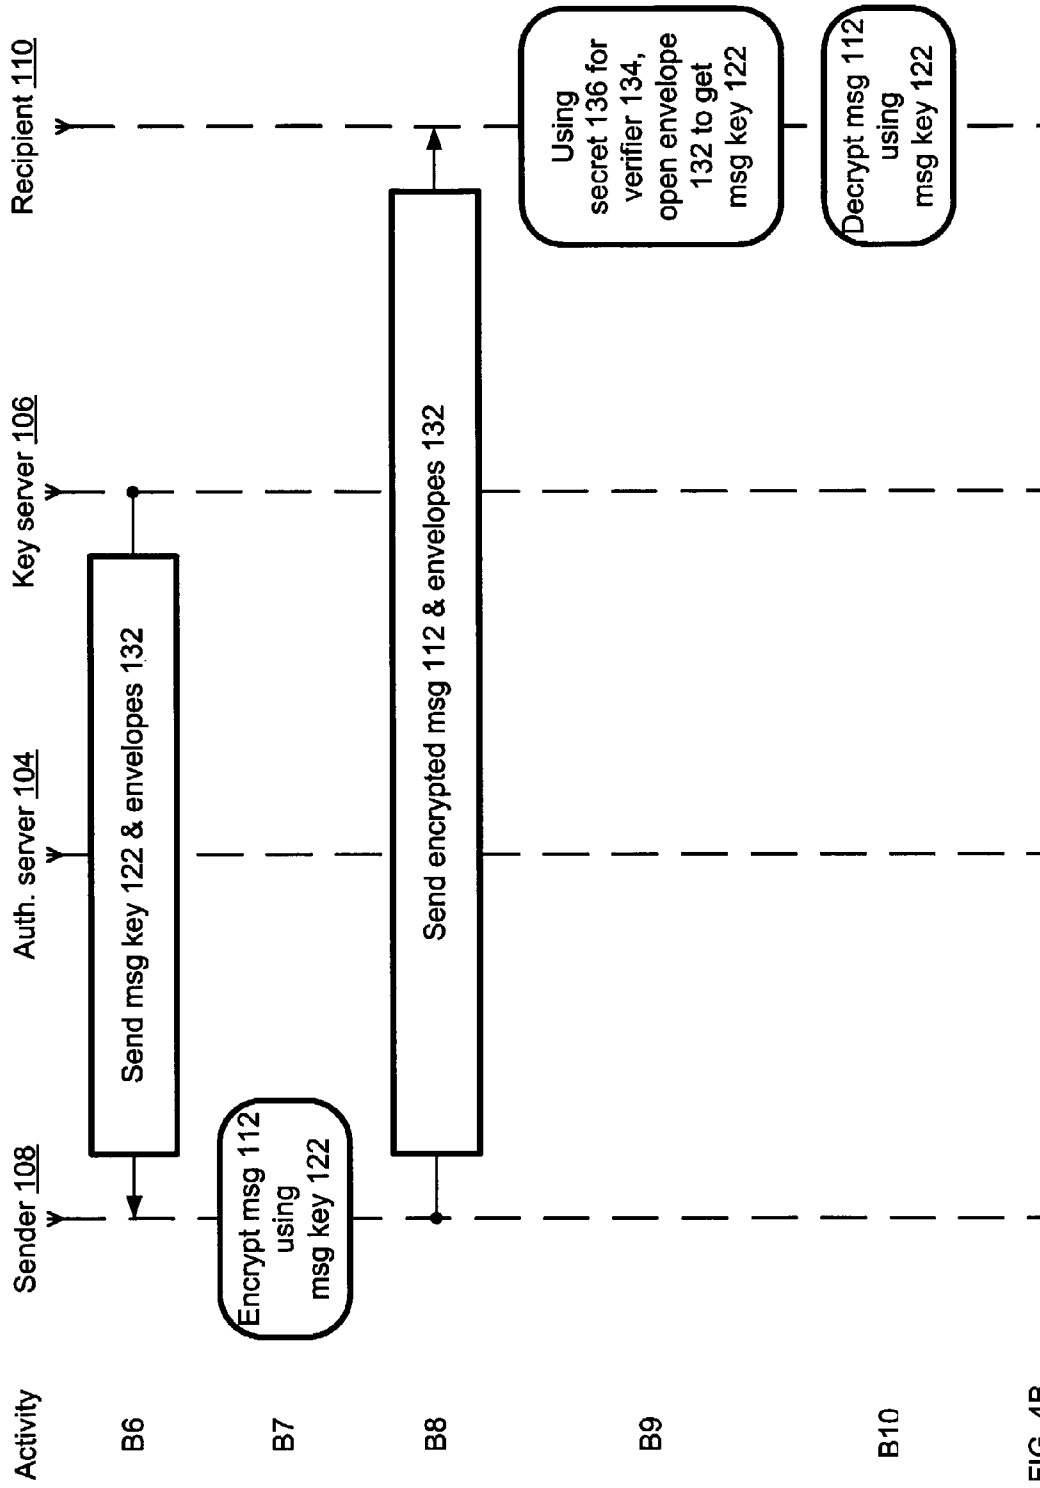 Activity
Sender 108
Auth. server 104
Key server 106
Recipient 110
B6
Send msg key 122 & envelopes 132
B7
Encrypt msg 112
using
msg key 122
B8
Send encrypted msg 112 & envelopes 132
B9
Using
secret 136 for
verifier 134,
open envelope
132 to get
msg key 122
B10
Decrypt msg 112
using
msg key 122
FIG. 4B